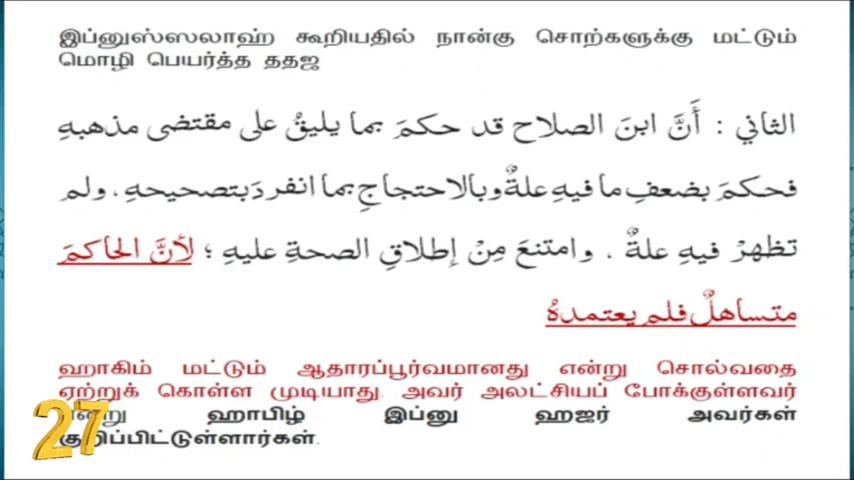 இப்னுஸ்ஸலாஹ் கூறியதில் நான்கு சொற்களுக்கு மட்டும்
மொழி பெயர்த்த ததஜ
الثاني : أَنَّ ابنَ الصلاح قد حكمَ بما يليقُ على مقتضى مذهبهِ
فحكمَ بضعفِ ما فيهِ علةٌ وبالاحتجاجِ بما انفردَ بتصحيحهِ . ولم
تظهرْ فيهِ علةٌ . وامتنعَ مِنْ إطلاقِ الصحةِ عليهِ ؛ لأنَّ الحاكمَ
متساهلٌ فلم يعتمدهُ
ஹாகிம் மட்டும் ஆதாரப்பூர்வமானது என்று சொல்வதை
ஏற்றுக் கொள்ள முடியாது. அவர் அலட்சியப் போக்குள்ளவர்
ஹாபிழ் இப்னு ஹஜர் அவர்கள்
குறிப்பிட்டுள்ளார்கள்.
27